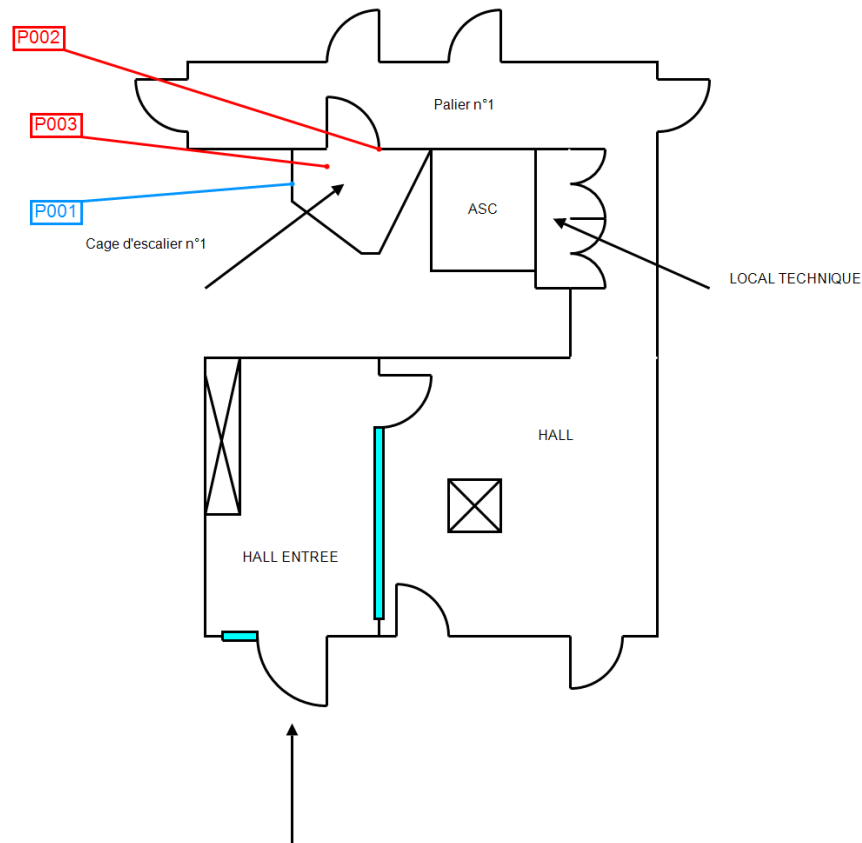 P002
Palier n°1
P003
P001
ASC
Cage d'escalier n°1
LOCAL TECHNIQUE
HALL
HALL ENTREE